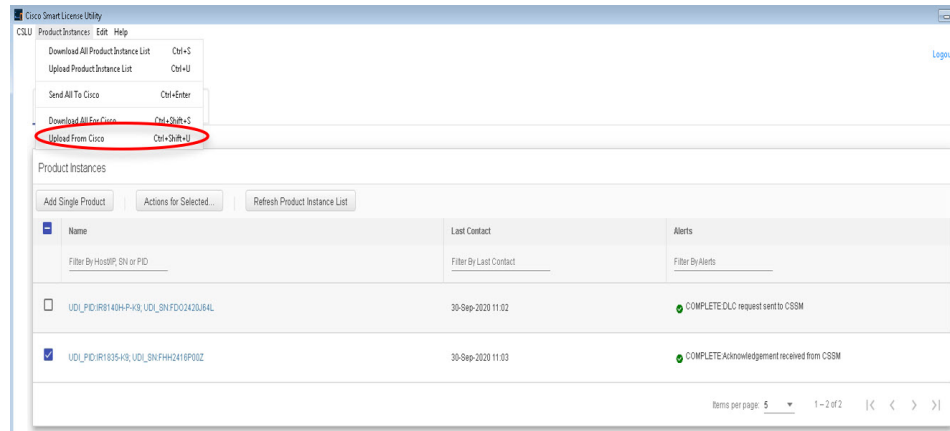 Cisco Smart License Utility
CSLU Product Instances Edit Help
Download All Product Instance List Ctrl+S
Upload Product Instance List Ctrl+U
Send All To Cisco Ctrl+Enter
Download All For Cisco Ctrl+Shift+S
Upload From Cisco Ctrl+Shift+U
Product Instances
Add Single Product Actions for Selected... Refresh Product Instance List
Name Last Contact Alerts
Filter By Host/IP, SN or PID Filter By Last Contact Filter By Alerts
UDI_PID:IR8140H-P-K9; UDI_SN:FDO2420J64L 30-Sep-2020 11:02 COMPLETE:DLC request sent to CSSM
UDI_PID:IR1835-K9; UDI_SN:FHH2416P00Z 30-Sep-2020 11:03 COMPLETE:Acknowledgement received from CSSM
Items per page: 5 1 – 2 of 2